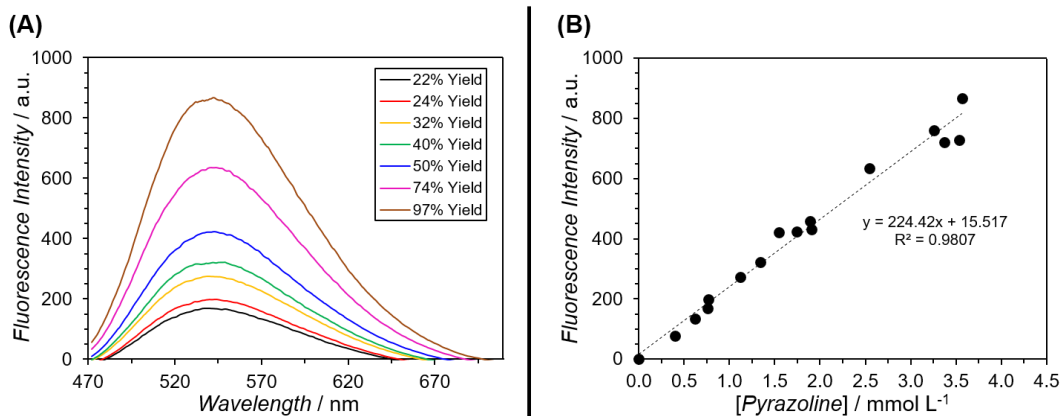 (A)
Fluorescence Intensity / a.u.
1000
800
600
400
200
0
470
520
570
620
670
Wavelength / nm
22% Yield
24% Yield
32% Yield
40% Yield
50% Yield
74% Yield
97% Yield
(B)
Fluorescence Intensity / a.u.
1000
800
600
400
200
0
0.0
0.5
1.0
1.5
2.0
2.5
3.0
3.5
4.0
4.5
[Pyrazoline] / mmol L⁻¹
y = 224.42x + 15.517
R² = 0.9807